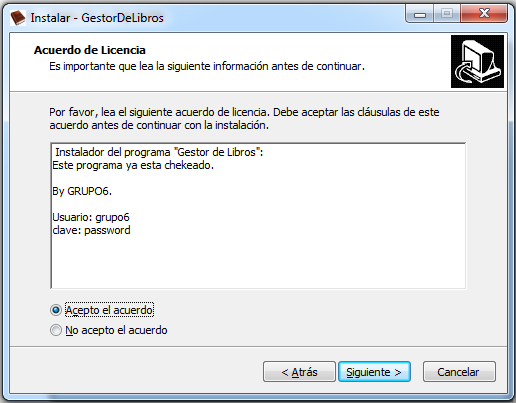 Instalar - GestorDeLibros
Acuerdo de Licencia
Es importante que lea la siguiente información antes de continuar.
Por favor, lea el siguiente acuerdo de licencia. Debe aceptar las cláusulas de este
acuerdo antes de continuar con la instalación.
Instalador del programa "Gestor de Libros":
Este programa ya esta chekeado.
By GRUPO6.
Usuario: grupo6
clave: password
Acepto el acuerdo
No acepto el acuerdo
< Atrás
Siguiente >
Cancelar